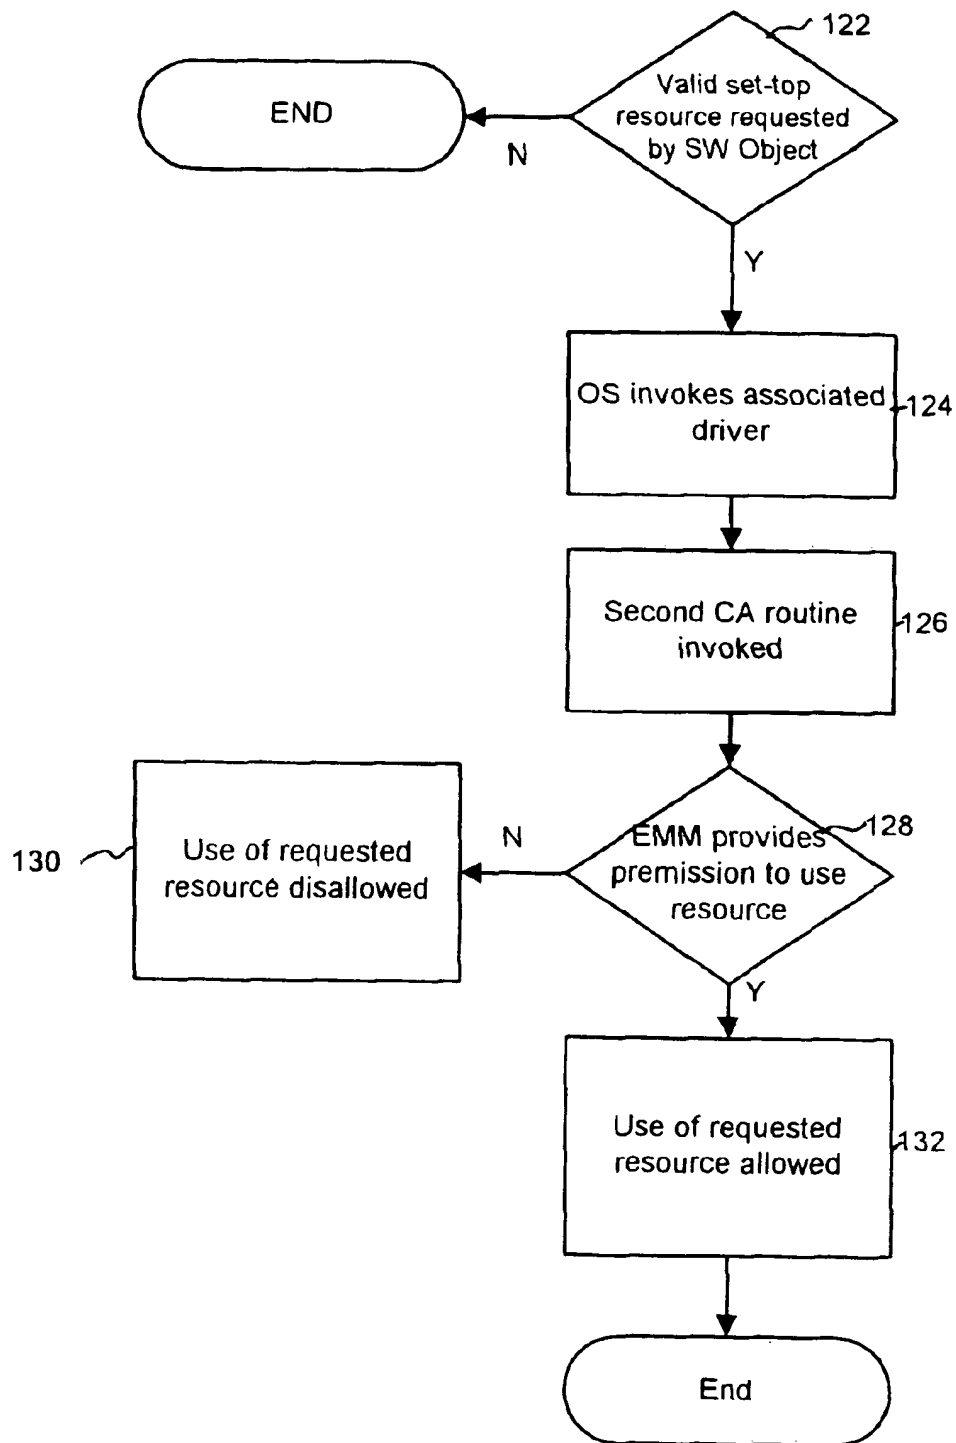 122
Valid set-top
resource requested
by SW Object
END
N
Y
OS invokes associated
driver
124
Second CA routine
invoked
126
EMM provides
premission to use
resource
128
N
130
Use of requested
resource disallowed
Y
Use of requested
resource allowed
132
End